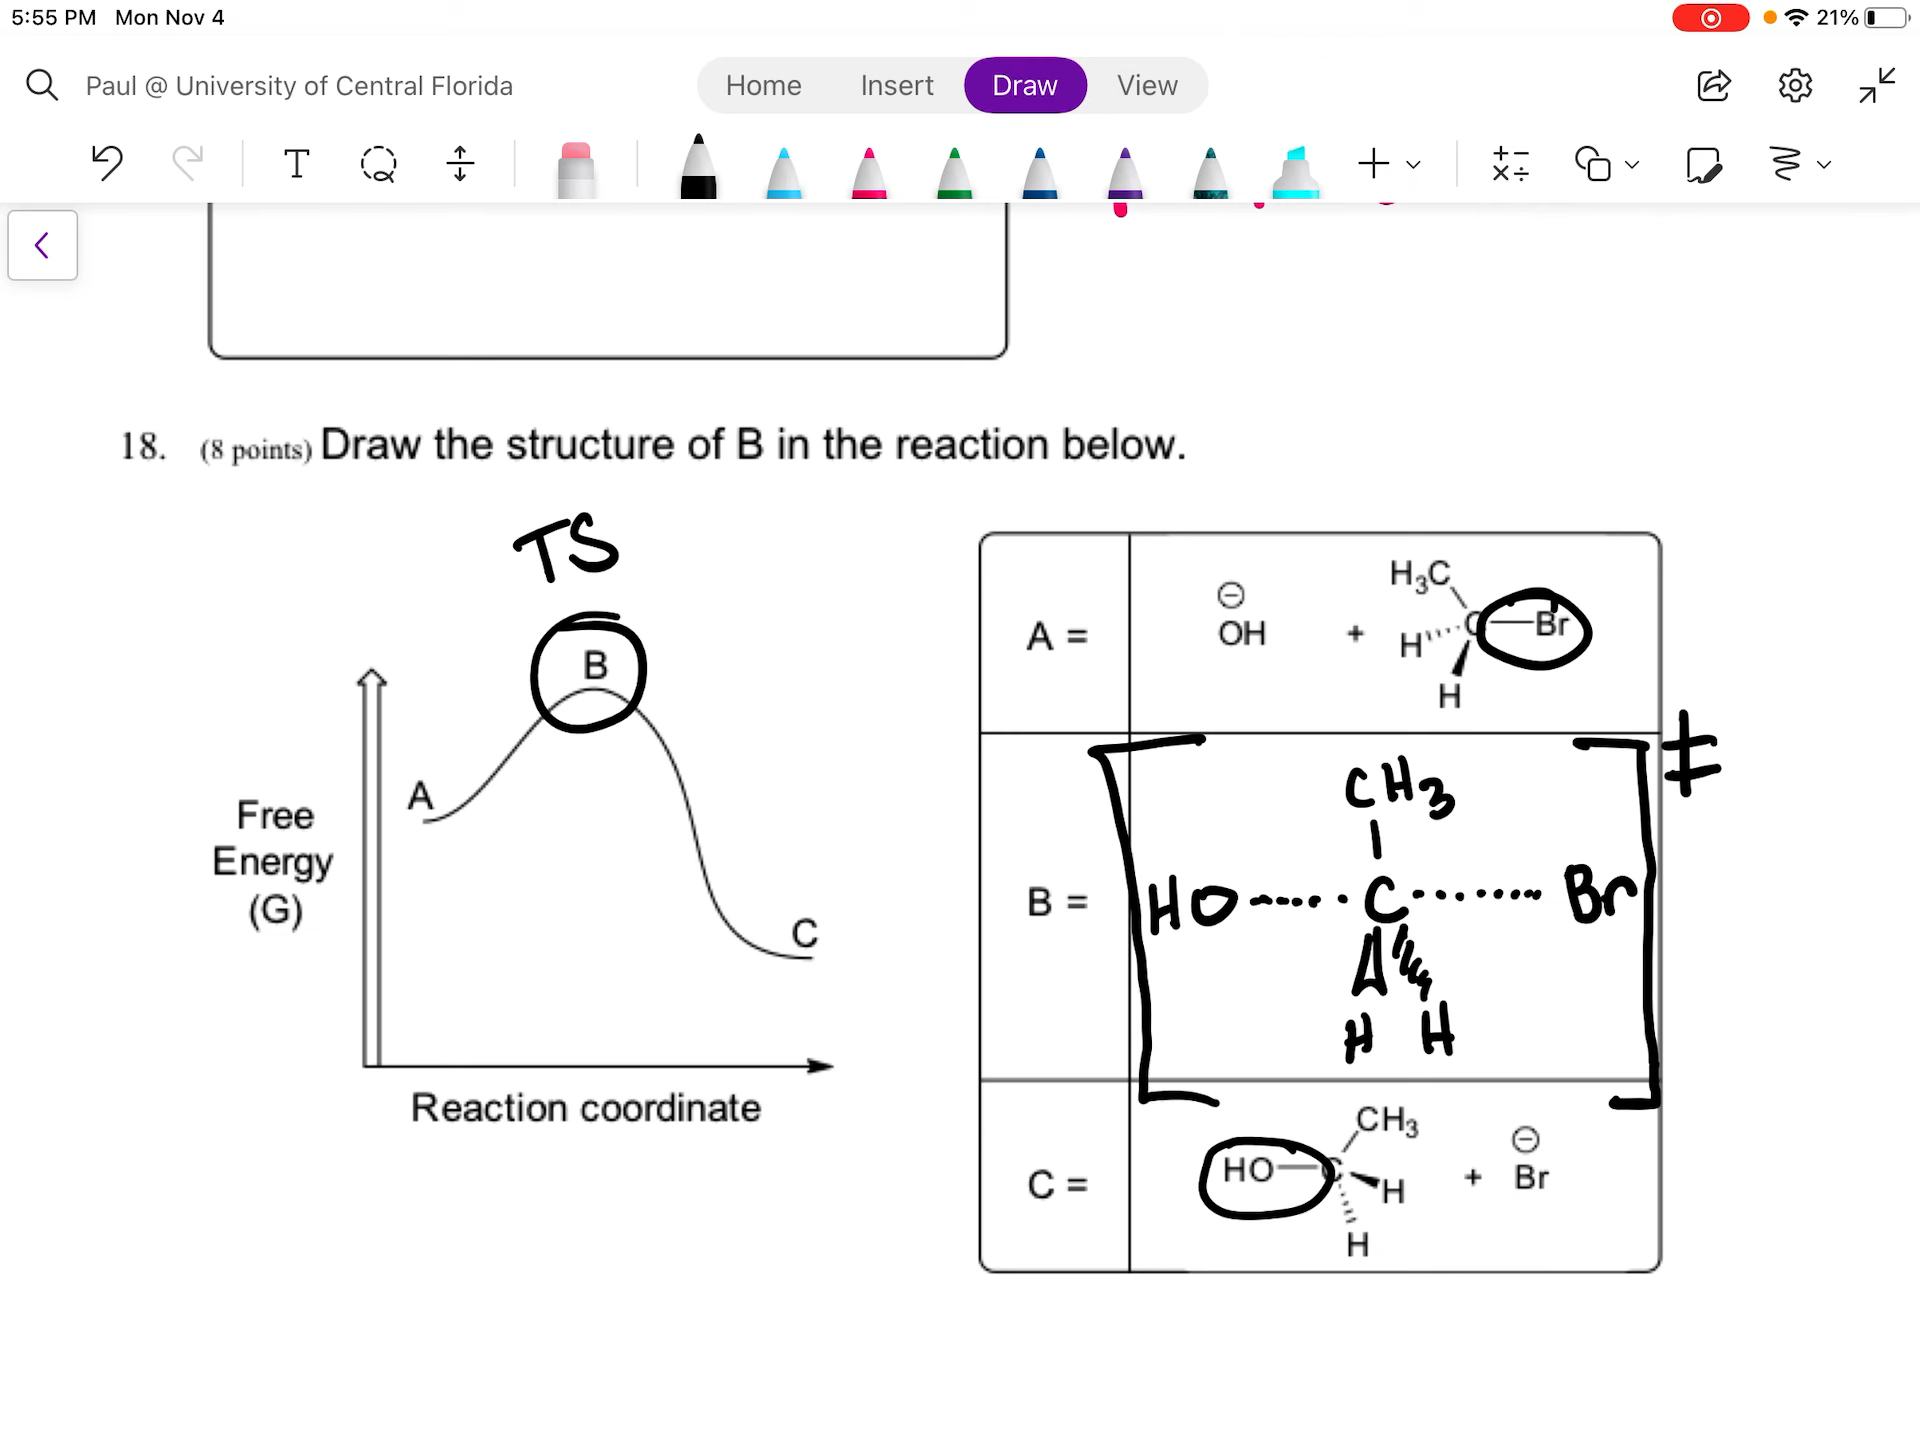 5:55 PM Mon Nov 4 21%
Paul @ University of Central Florida Home Insert Draw View
T
18. (8 points) Draw the structure of B in the reaction below.
TS
B
A
C
Free
Energy
(G)
Reaction coordinate
A =
⊖
OH + H₃C C—Br
H
H
B =
CH₃
HO C Br
H H
‡
C =
CH₃
HO—C H + ⊖
Br
H